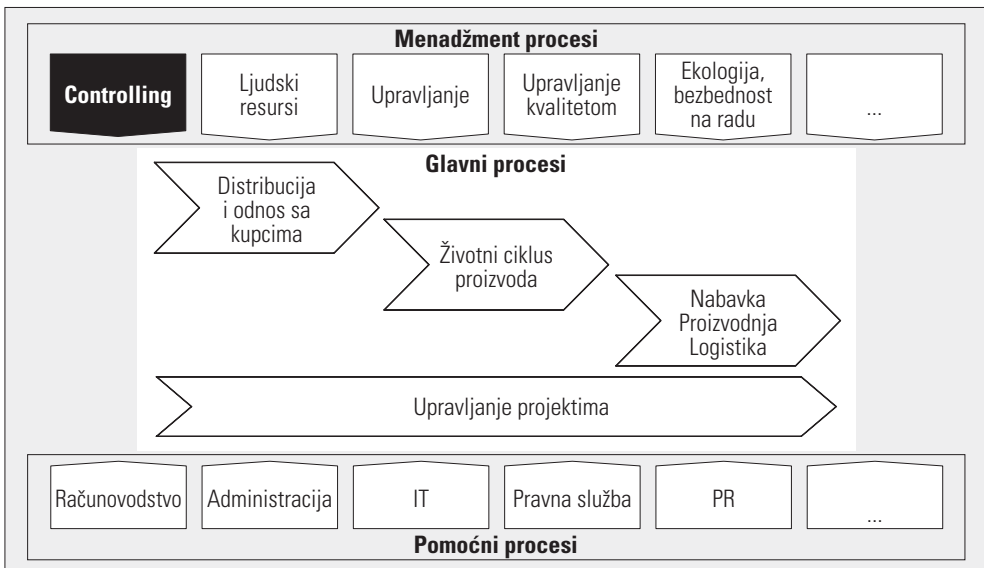 Menadžment procesi
Controlling
Ljudski
resursi
Upravljanje
Upravljanje
kvalitetom
Ekologija,
bezbednost
na radu
...
Glavni procesi
Distribucija
i odnos sa
kupcima
Životni ciklus
proizvoda
Nabavka
Proizvodnja
Logistika
Upravljanje projektima
Računovodstvo
Administracija
IT
Pravna služba
PR
...
Pomoćni procesi